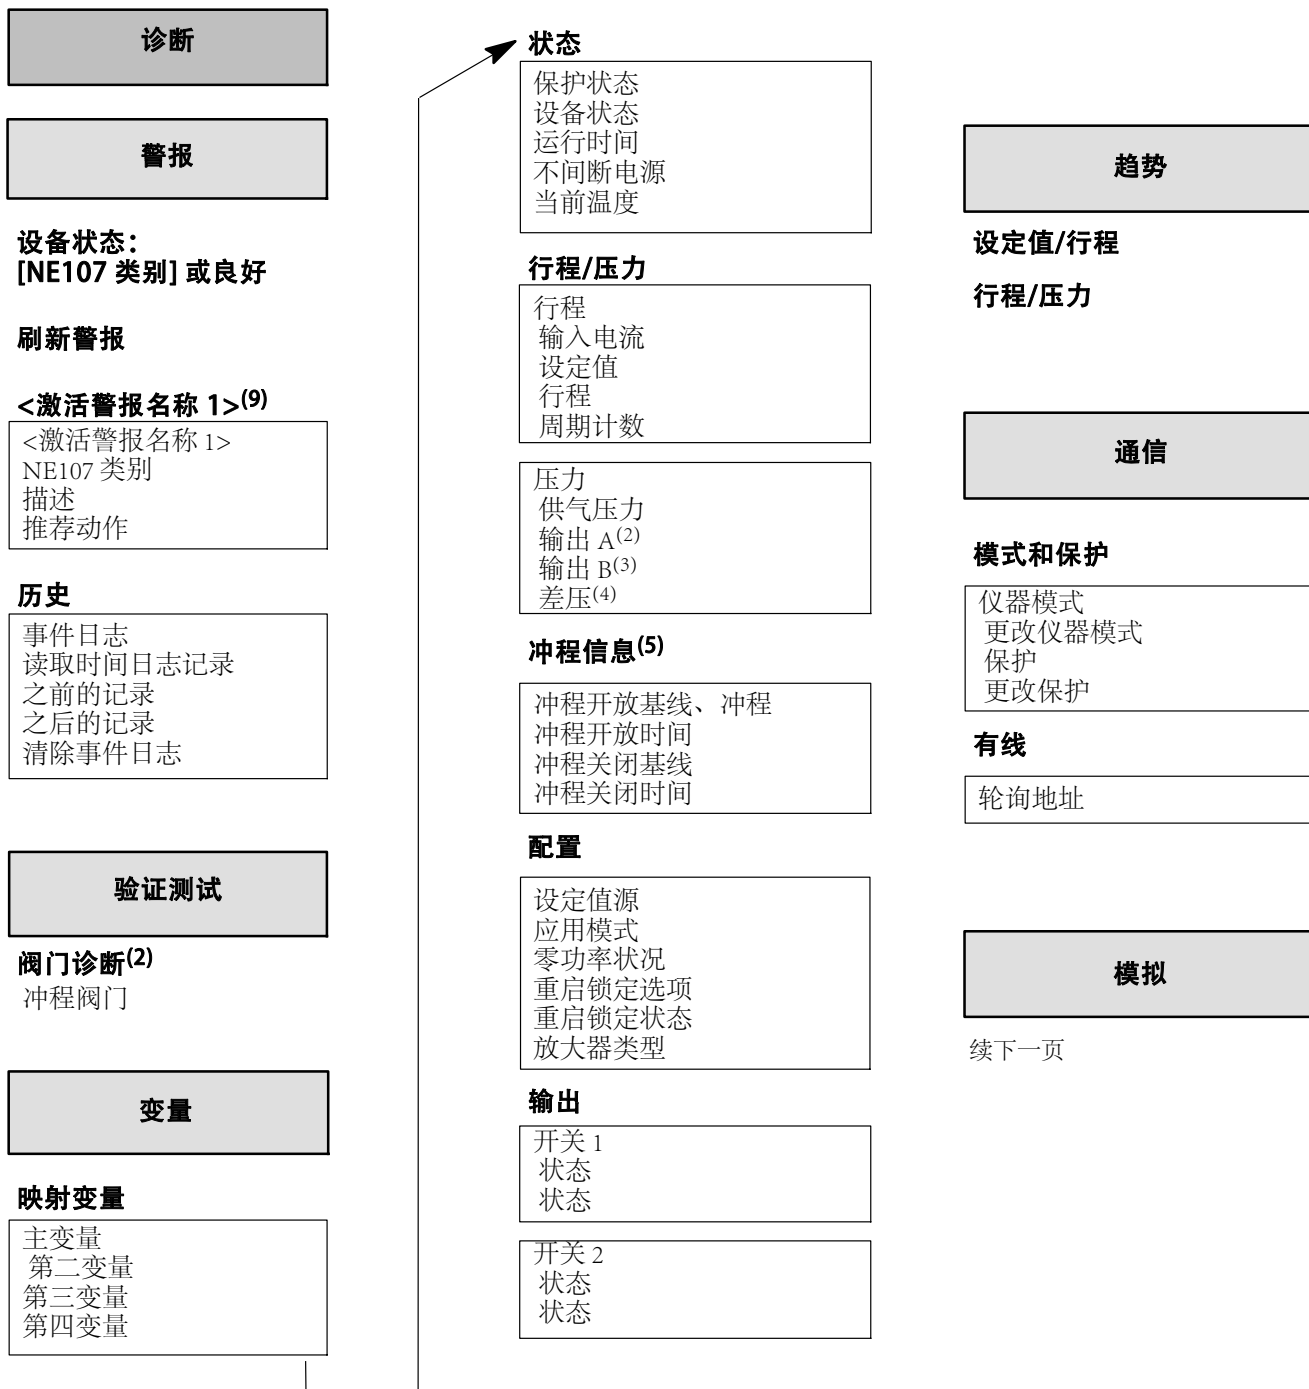 诊断
警报
设备状态：
[NE107 类别] 或良好
刷新警报
<激活警报名称 1>(9)
<激活警报名称 1>
NE107 类别
描述
推荐动作
历史
事件日志
读取时间日志记录
之前的记录
之后的记录
清除事件日志
验证测试
阀门诊断(2)
冲程阀门
变量
映射变量
主变量
第二变量
第三变量
第四变量
状态
保护状态
设备状态
运行时间
不间断电源
当前温度
行程/压力
行程
输入电流
设定值
行程
周期计数
压力
供气压力
输出 A(2)
输出 B(3)
差压(4)
冲程信息(5)
冲程开放基线、冲程
冲程开放时间
冲程关闭基线
冲程关闭时间
配置
设定值源
应用模式
零功率状况
重启锁定选项
重启锁定状态
放大器类型
输出
开关 1
状态
状态
开关 2
状态
状态
趋势
设定值/行程
行程/压力
通信
模式和保护
仪器模式
更改仪器模式
保护
更改保护
有线
轮询地址
模拟
续下一页